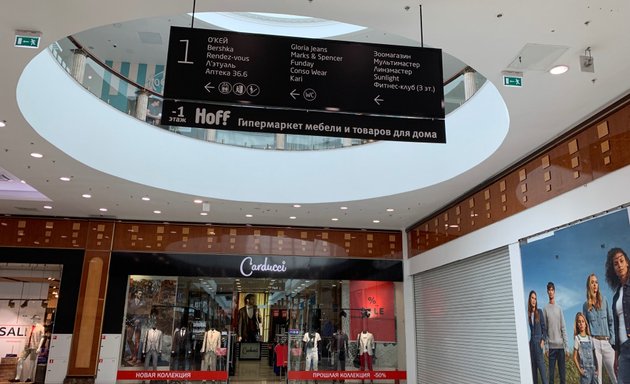 1
О'КЕЙ
Bershka
Rendez-vous
Л'Этуаль
Аптека 36.6
Gloria Jeans
Marks & Spencer
Funday
Conso Wear
Kari
WC
Зоомагазин
Мультимастер
Линзмастер
Sunlight
Фитнес-клуб (3 эт.)
-1 этаж
Hoff Гипермаркет мебели и товаров для дома
Carducci
SALE
%
НОВАЯ КОЛЛЕКЦИЯ
ПРОШЛАЯ КОЛЛЕКЦИЯ -50%